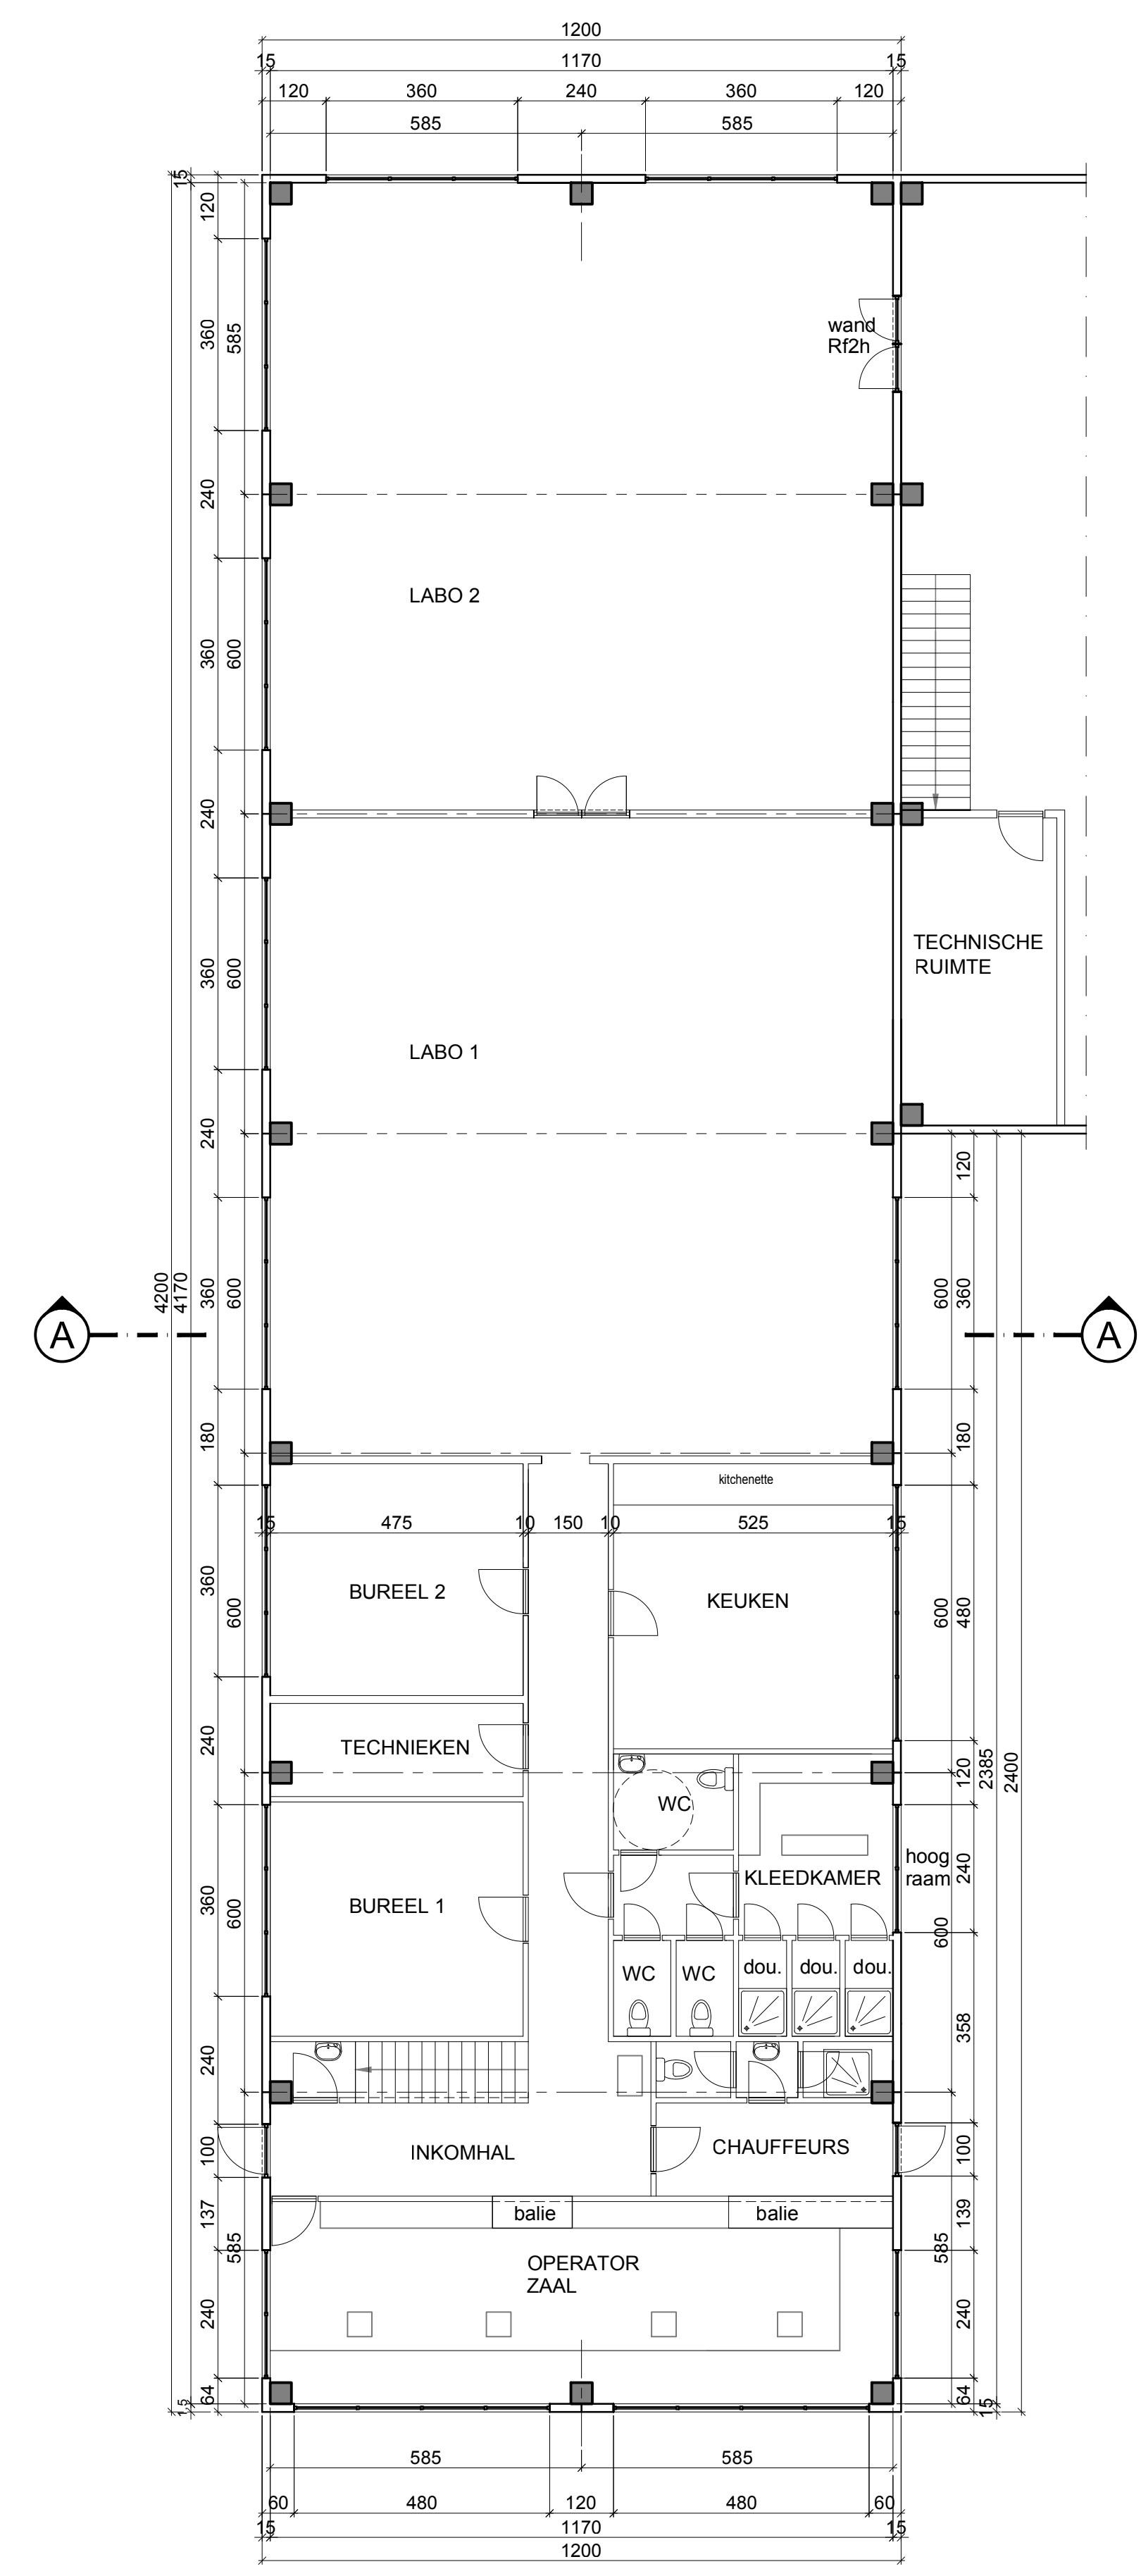 1200
15 1170 15
120 360 240 360 120
585 585
15
120
360
585
wand
Rf2h
240
LABO 2
360
600
240
TECHNISCHE
RUIMTE
360
600
LABO 1
240
120
4200
4170
360
600
600
360
A
A
180
180
kitchenette
15 475 10 150 10 525 15
360
600
BUREEL 2
KEUKEN
600
480
240
TECHNIEKEN
120
2385
2400
WC
360
600
BUREEL 1
KLEEDKAMER
hoog
raam
240
600
WC
WC
dou.
dou.
dou.
240
358
100
INKOMHAL
CHAUFFEURS
100
137
585
balie
balie
139
585
OPERATOR
ZAAL
240
240
64
64
15
15
585 585
60 480 120 480 60
15 1170 15
1200